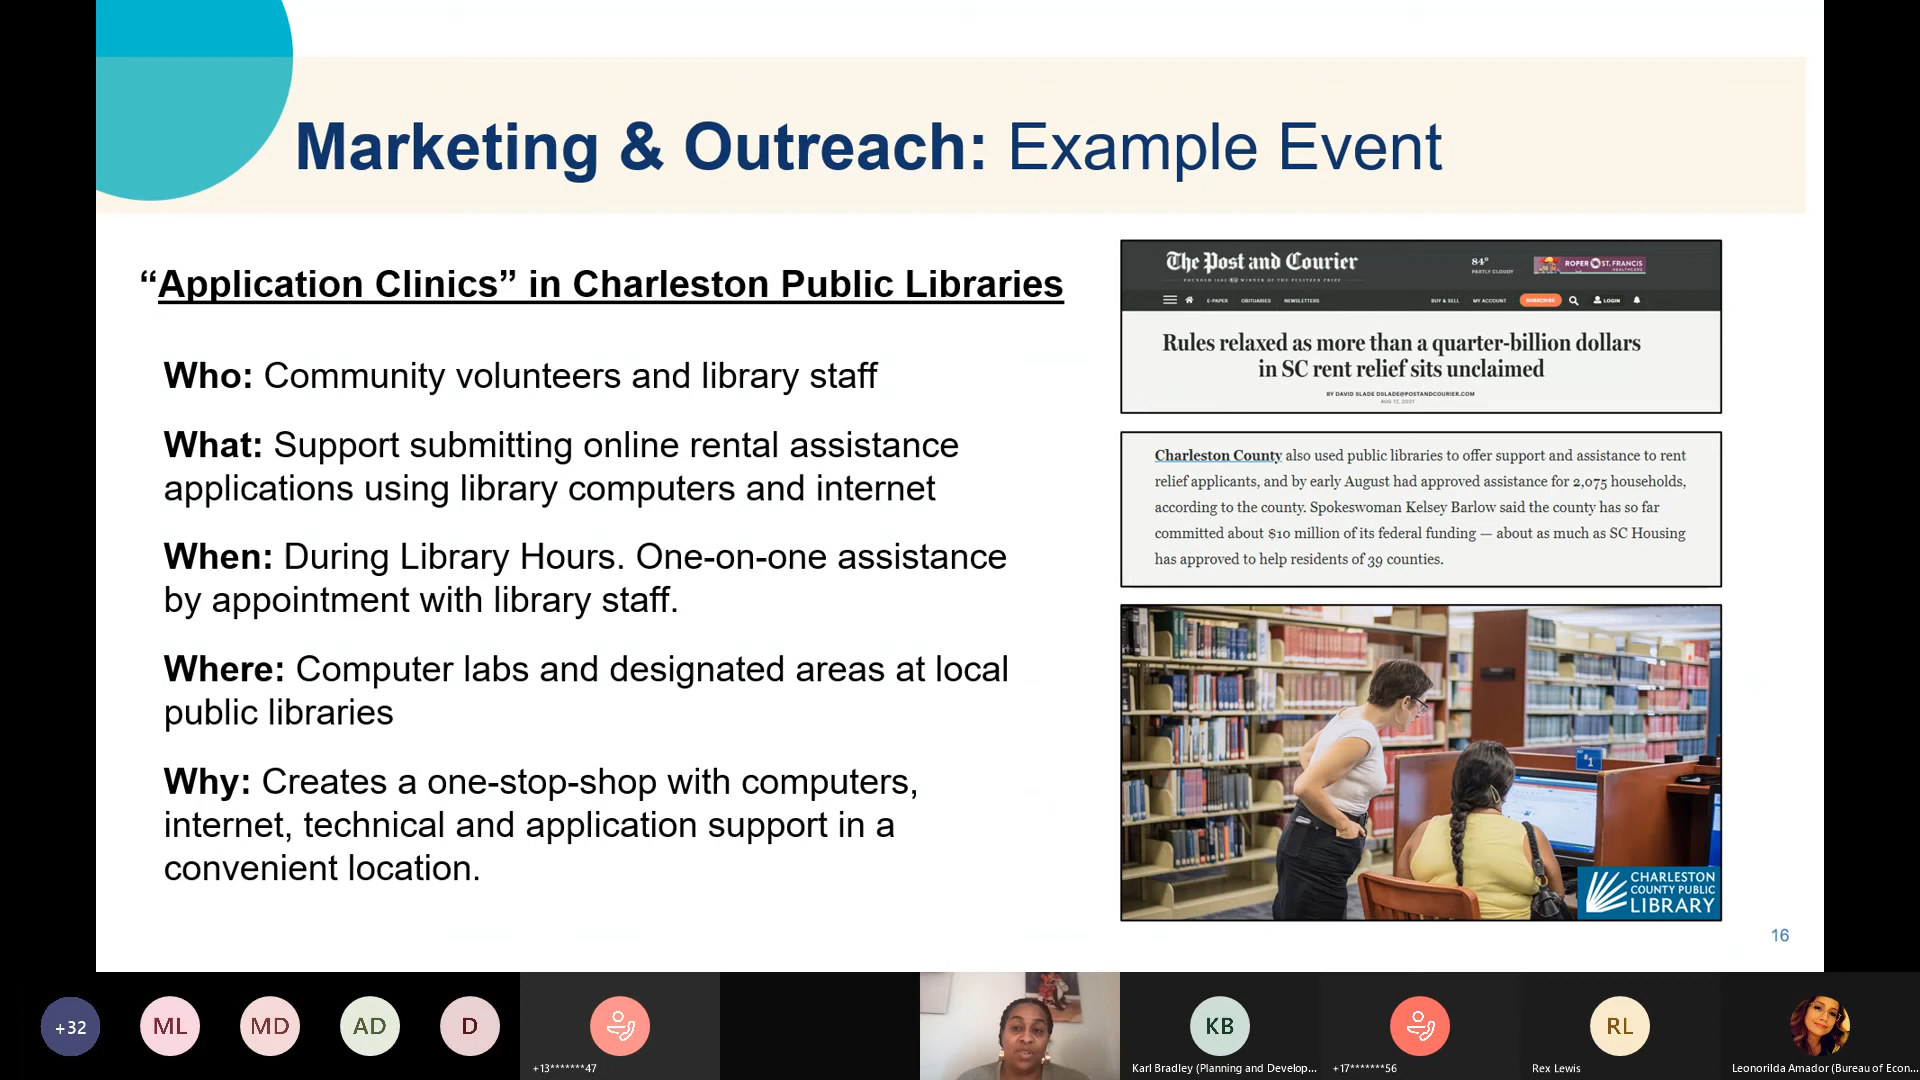 Marketing & Outreach: Example Event
“Application Clinics” in Charleston Public Libraries
Who: Community volunteers and library staff
What: Support submitting online rental assistance
applications using library computers and internet
When: During Library Hours. One-on-one assistance
by appointment with library staff.
Where: Computer labs and designated areas at local
public libraries
Why: Creates a one-stop-shop with computers,
internet, technical and application support in a
convenient location.
The Post and Courier
FOUNDED 1803 WINNER OF THE PULITZER PRIZE
84°
PARTLY CLOUDY
ROPER ST. FRANCIS
HEALTHCARE
E-PAPER OBITUARIES NEWSLETTERS BUY & SELL MY ACCOUNT SUBSCRIBE LOGIN
Rules relaxed as more than a quarter-billion dollars
in SC rent relief sits unclaimed
BY DAVID SLADE DSLADE@POSTANDCOURIER.COM
AUG 17, 2021
Charleston County also used public libraries to offer support and assistance to rent
relief applicants, and by early August had approved assistance for 2,075 households,
according to the county. Spokeswoman Kelsey Barlow said the county has so far
committed about $10 million of its federal funding — about as much as SC Housing
has approved to help residents of 39 counties.
#1
CHARLESTON
COUNTY PUBLIC
LIBRARY
16
+32
ML
MD
AD
D
+13*******47
KB
Karl Bradley (Planning and Develop...
+17*******56
RL
Rex Lewis
Leonorilda Amador (Bureau of Econ...